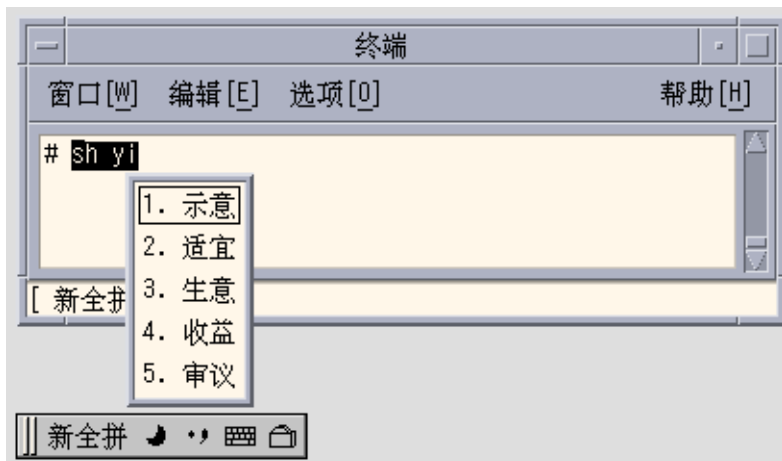 终端
窗口[W] 编辑[E] 选项[O] 帮助[H]
# sh yi
1. 示意
2. 适宜
3. 生意
4. 收益
5. 审议
[ 新全拼
新全拼